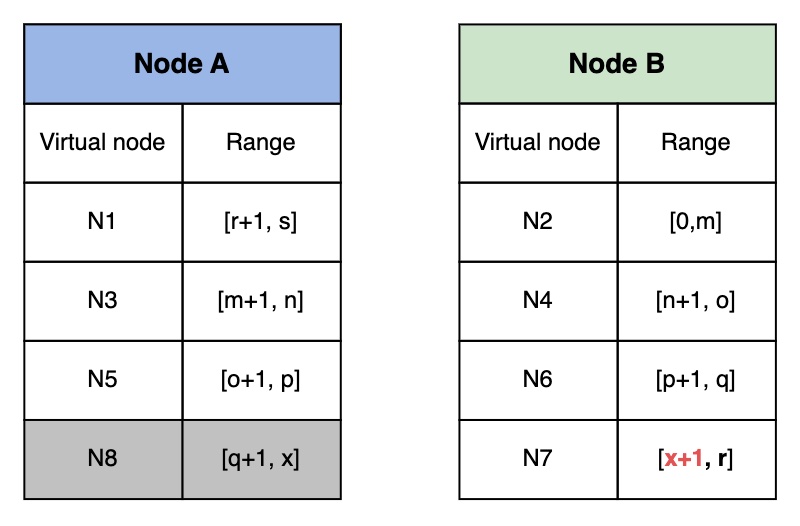 Node A
Virtual node Range
N1 [r+1, s]
N3 [m+1, n]
N5 [o+1, p]
N8 [q+1, x]
Node B
Virtual node Range
N2 [0,m]
N4 [n+1, o]
N6 [p+1, q]
N7 [x+1, r]